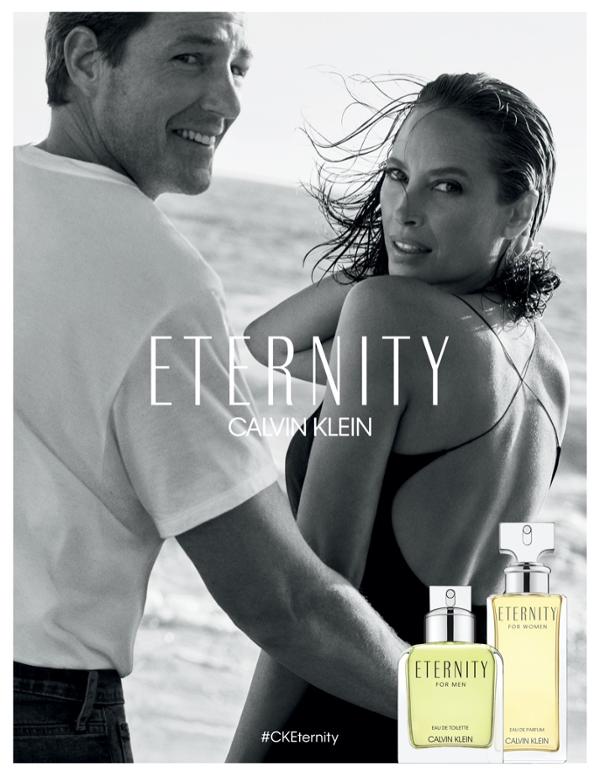 ETERNITY
CALVIN KLEIN
ETERNITY
FOR WOMEN
EAU DE PARFUM
CALVIN KLEIN
ETERNITY
FOR MEN
EAU DE TOILETTE
CALVIN KLEIN
#CKEternity